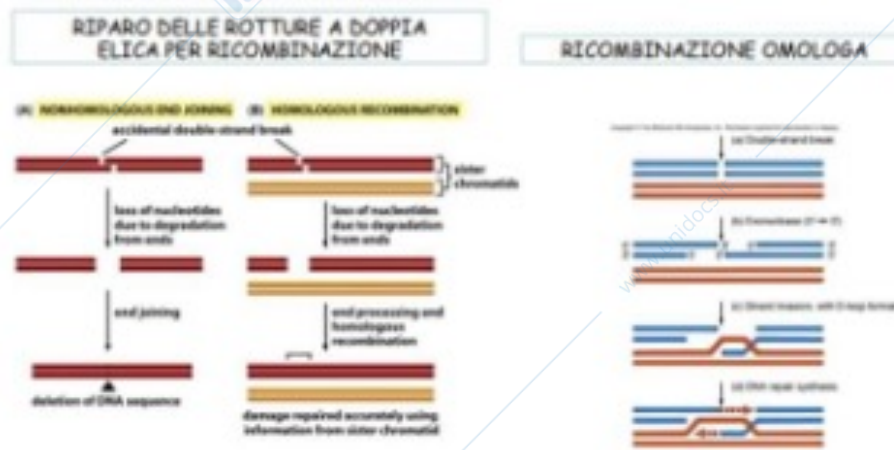 RIPARO DELLE ROTTURE A DOPPIA
ELICA PER RICOMBINAZIONE
(A) NONHOMOLOGOUS END JOINING
(B) HOMOLOGOUS RECOMBINATION
accidental double-strand break
sister
chromatids
loss of nucleotides
due to degradation
from ends
loss of nucleotides
due to degradation
from ends
end joining
end processing and
homologous
recombination
deletion of DNA sequence
damage repaired accurately using
information from sister chromatid
RICOMBINAZIONE OMOLOGA
(a) Double-strand break
(b) Exonuclease
(c) Strand invasion, with D-loop
(d) DNA repair synthesis